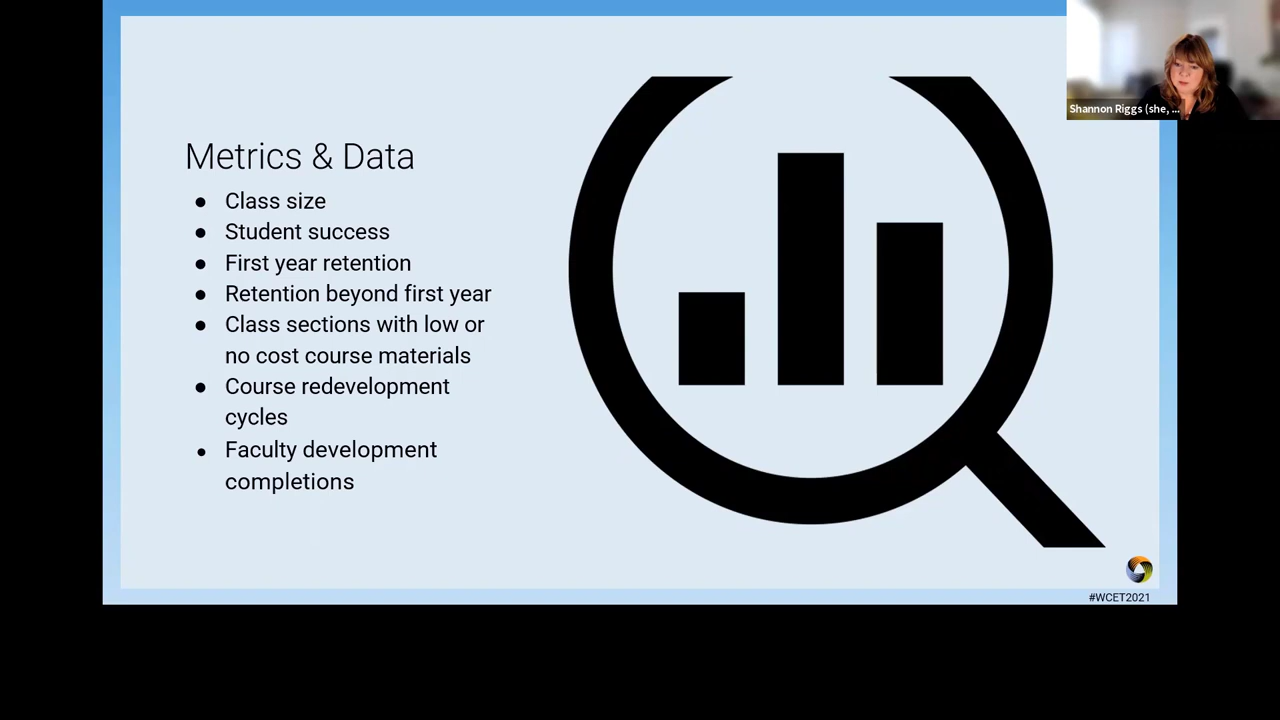 Shannon Riggs (she, ...
Metrics & Data
● Class size
● Student success
● First year retention
● Retention beyond first year
● Class sections with low or
no cost course materials
● Course redevelopment
cycles
● Faculty development
completions
#WCET2021